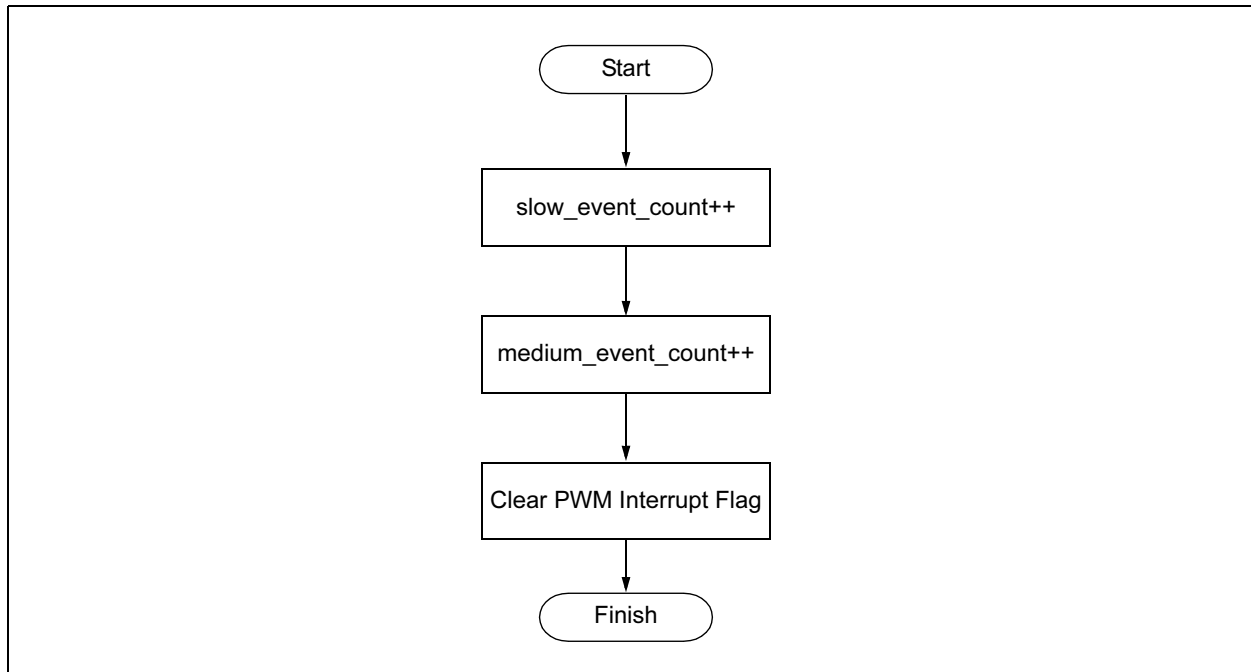 Start
slow_event_count++
medium_event_count++
Clear PWM Interrupt Flag
Finish